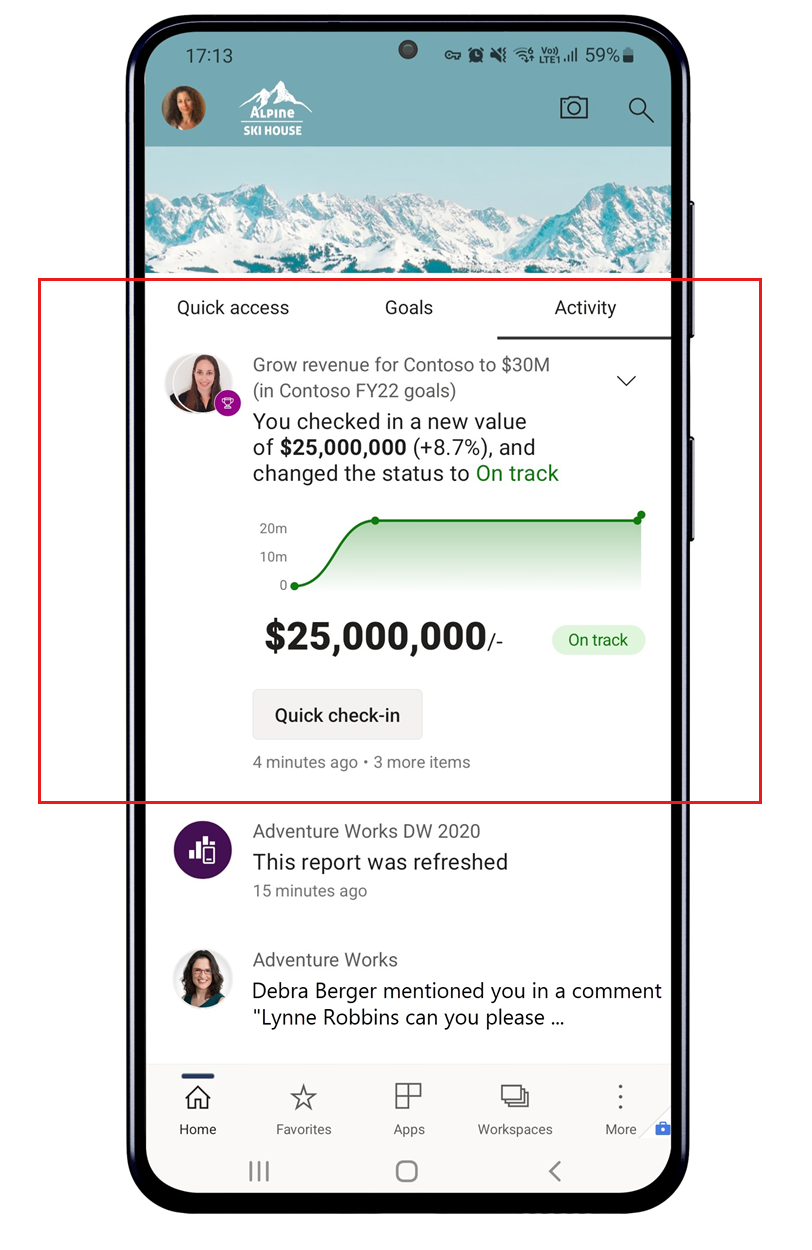 17:13
Vo))
LTE1
59%
ALPINE
SKI HOUSE
Quick access
Goals
Activity
Grow revenue for Contoso to $30M
(in Contoso FY22 goals)
You checked in a new value
of $25,000,000 (+8.7%), and
changed the status to On track
20m
10m
0
$25,000,000/-
On track
Quick check-in
4 minutes ago • 3 more items
Adventure Works DW 2020
This report was refreshed
15 minutes ago
Adventure Works
Debra Berger mentioned you in a comment
"Lynne Robbins can you please ...
Home
Favorites
Apps
Workspaces
More